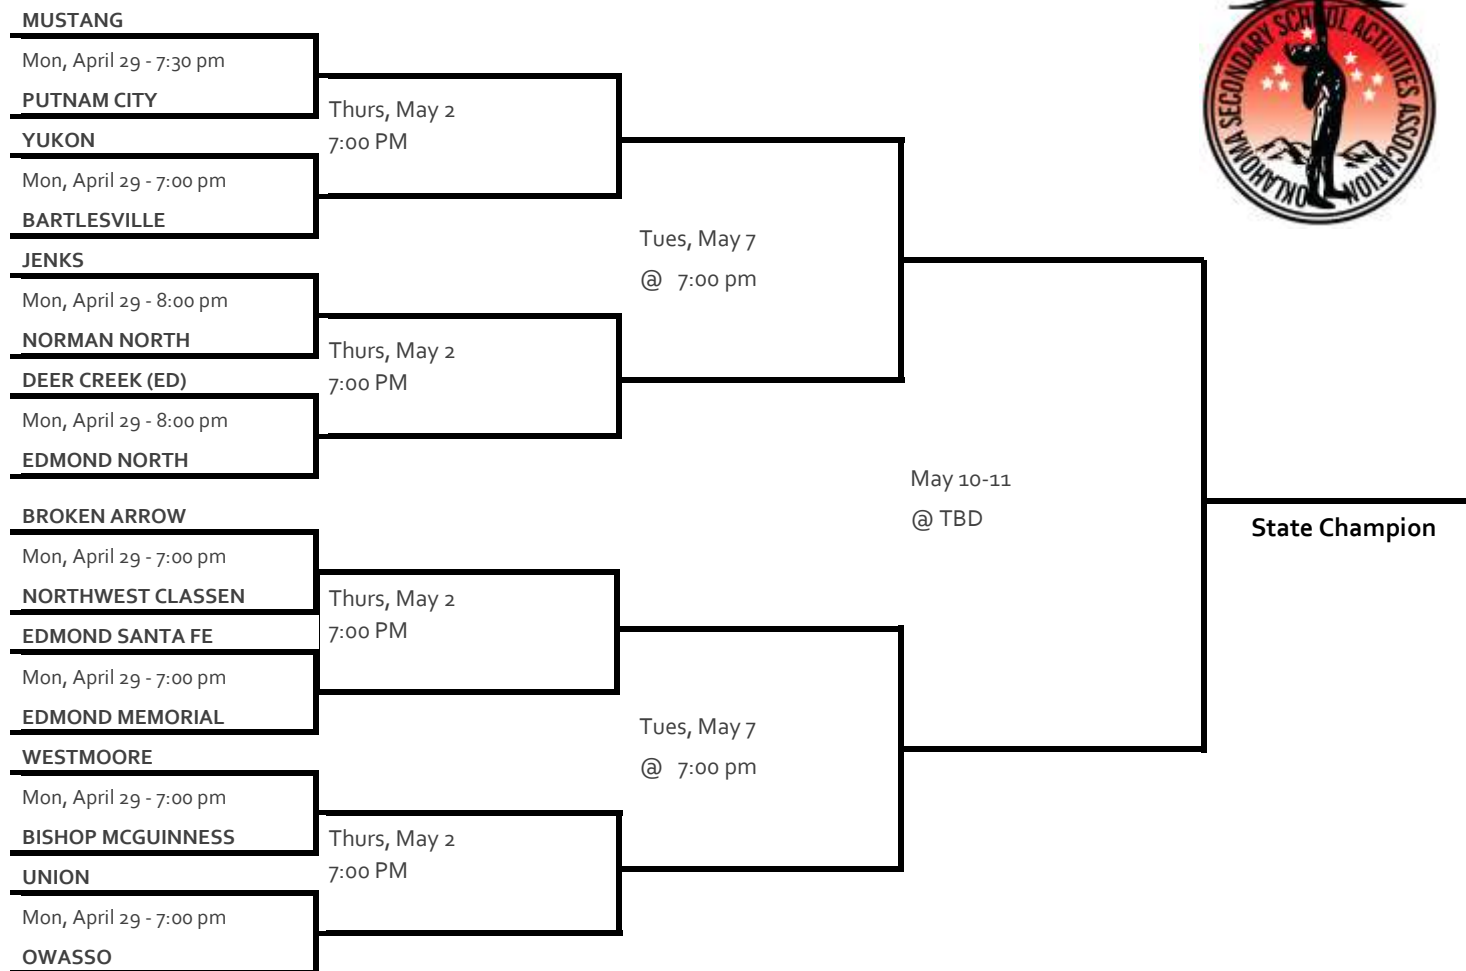 MUSTANG
Mon, April 29 - 7:30 pm
PUTNAM CITY
YUKON
Mon, April 29 - 7:00 pm
BARTLESVILLE
JENKS
Mon, April 29 - 8:00 pm
NORMAN NORTH
DEER CREEK (ED)
Mon, April 29 - 8:00 pm
EDMOND NORTH
BROKEN ARROW
Mon, April 29 - 7:00 pm
NORTHWEST CLASSEN
EDMOND SANTA FE
Mon, April 29 - 7:00 pm
EDMOND MEMORIAL
WESTMOORE
Mon, April 29 - 7:00 pm
BISHOP MCGUINNESS
UNION
Mon, April 29 - 7:00 pm
OWASSO
Thurs, May 2
7:00 PM
Thurs, May 2
7:00 PM
Thurs, May 2
7:00 PM
Thurs, May 2
7:00 PM
Tues, May 7
@ 7:00 pm
Tues, May 7
@ 7:00 pm
May 10-11
@ TBD
State Champion
OKLAHOMA SECONDARY SCHOOL ACTIVITIES ASSOCIATION